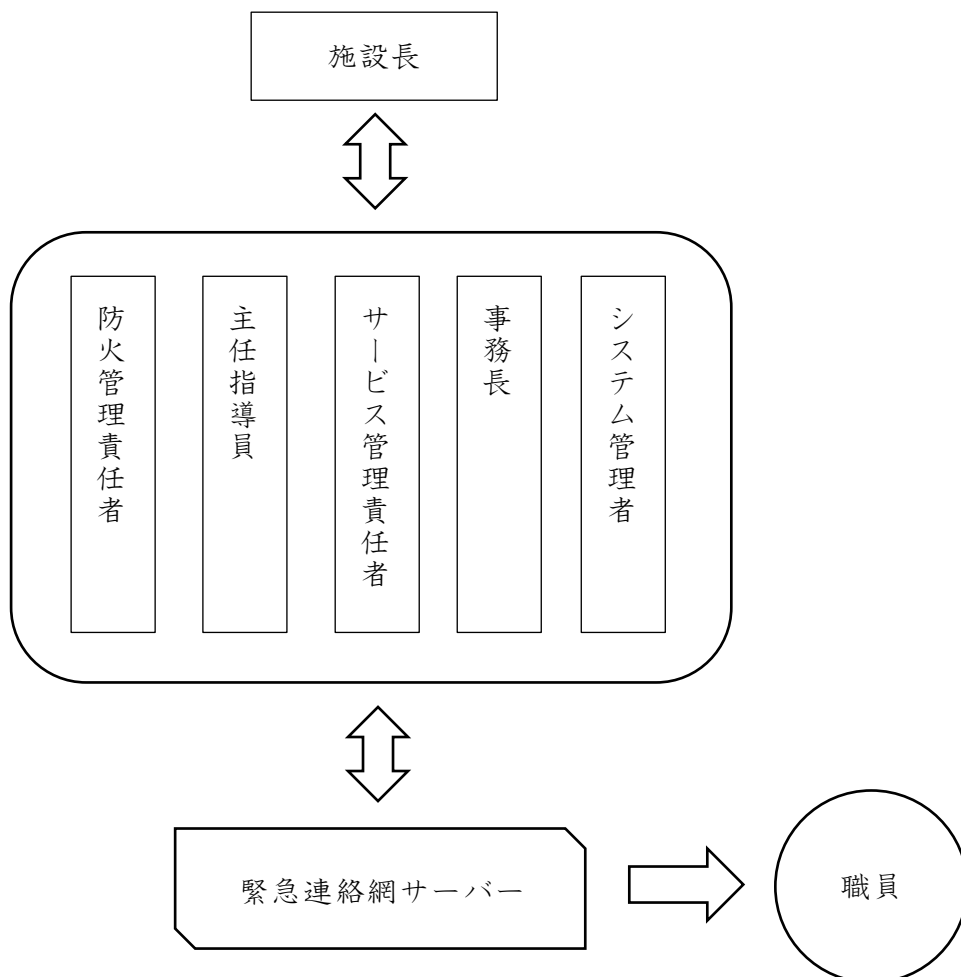 施設長
防火管理責任者
主任指導員
サービス管理責任者
事務長
システム管理者
緊急連絡網サーバー
職員